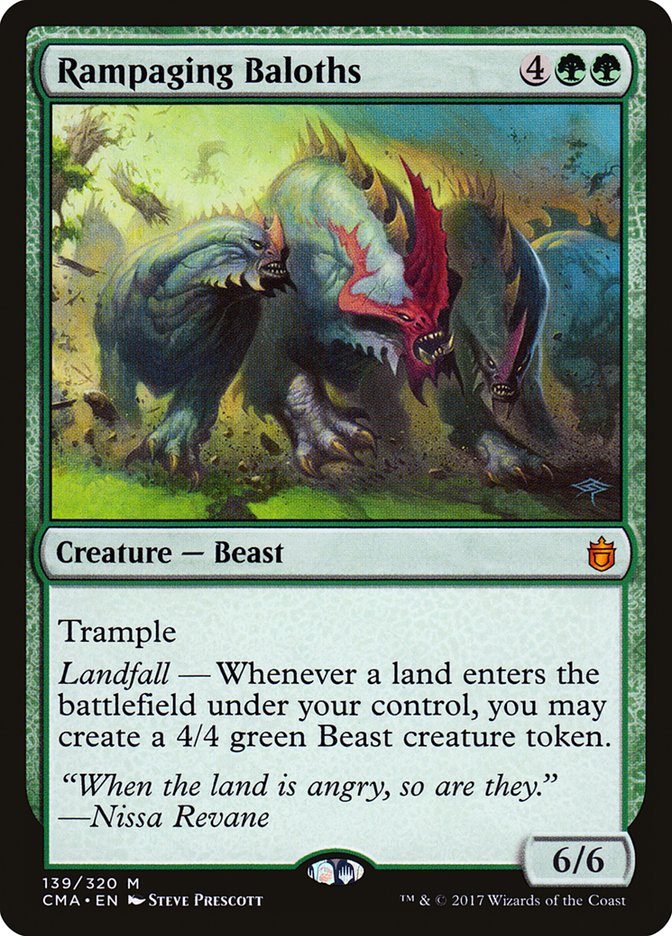 Rampaging Baloths 4
Creature — Beast
Trample
Landfall — Whenever a land enters the
battlefield under your control, you may
create a 4/4 green Beast creature token.
“When the land is angry, so are they.”
—Nissa Revane
6/6
139/320 M
CMA • EN Steve Prescott
™ & © 2017 Wizards of the Coast